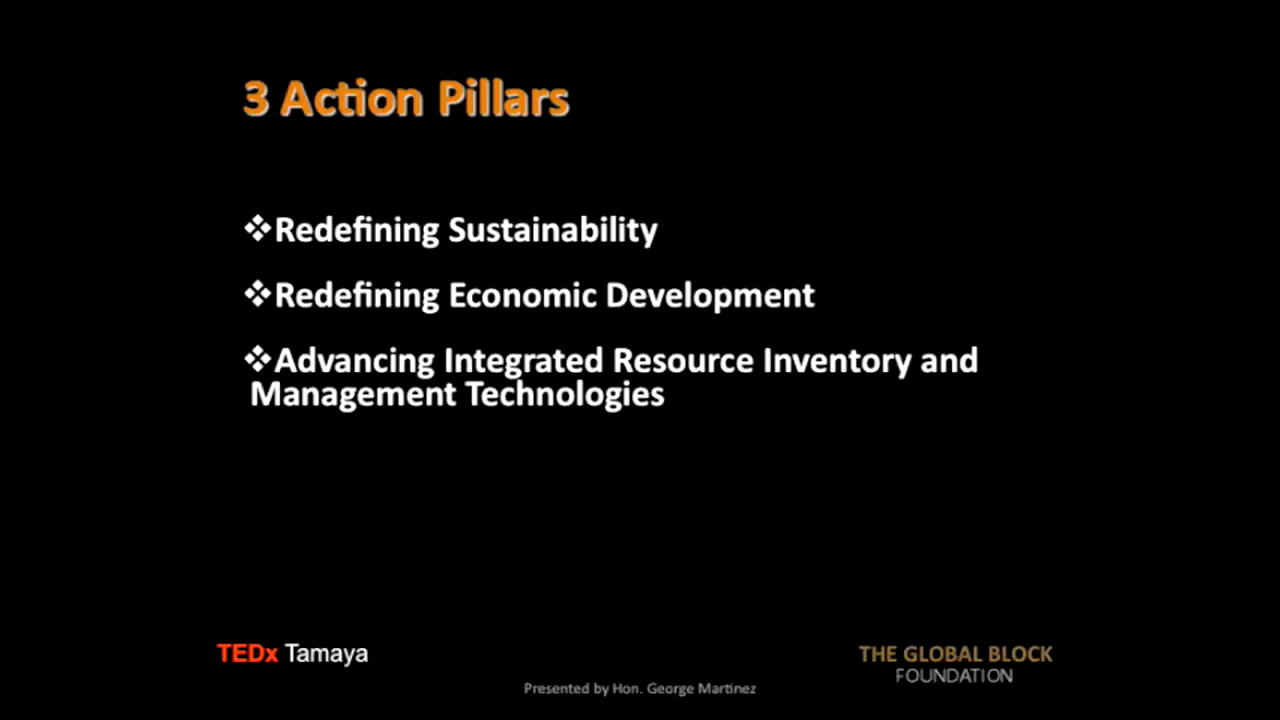 3 Action Pillars
❖Redefining Sustainability
❖Redefining Economic Development
❖Advancing Integrated Resource Inventory and
Management Technologies
TEDx Tamaya
THE GLOBAL BLOCK
FOUNDATION
Presented by Hon. George Martinez